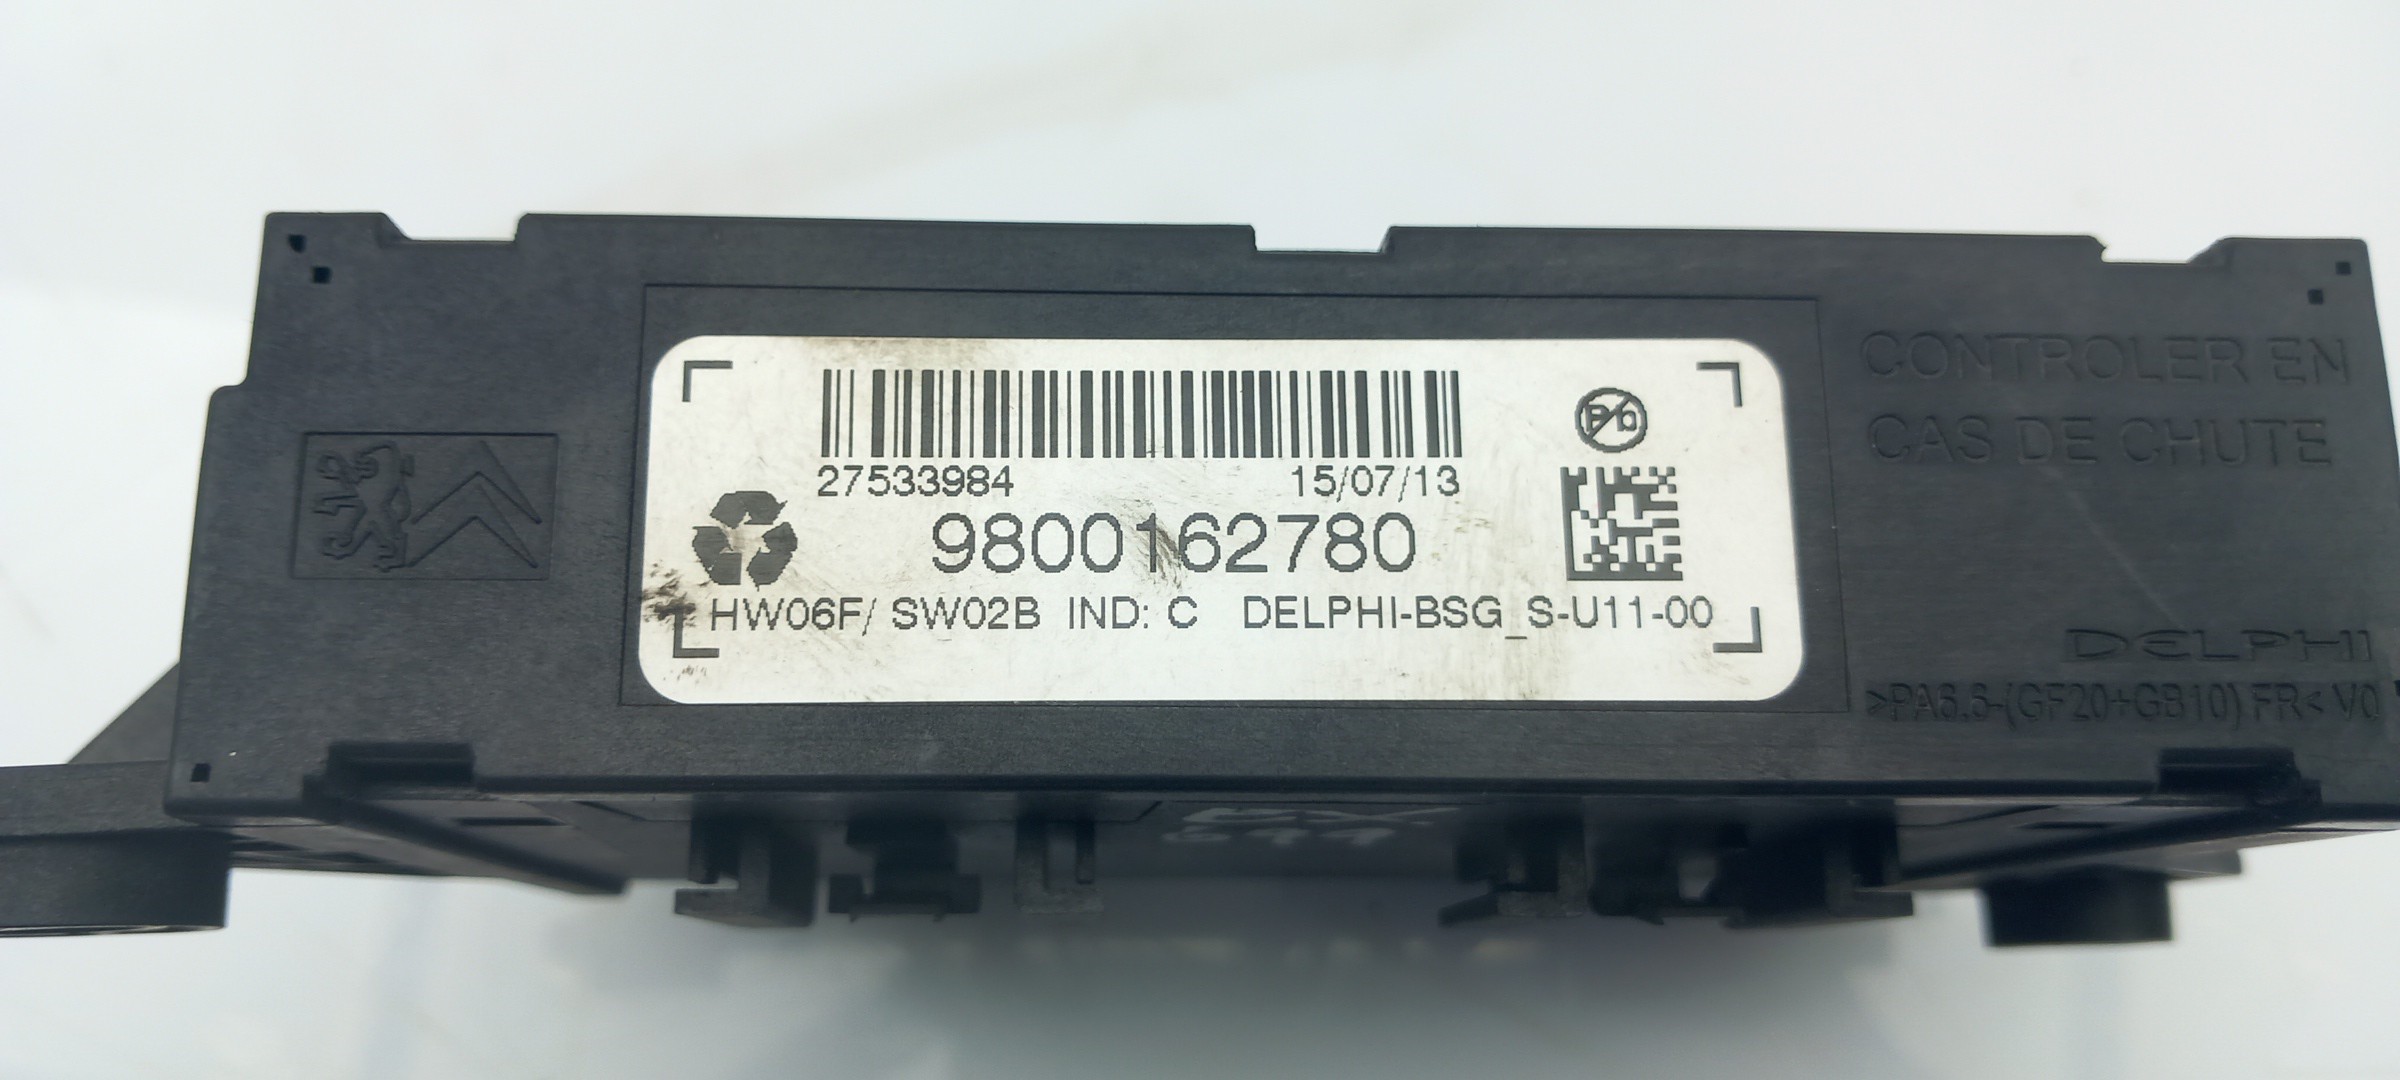 27533984 15/07/13
Pb
9800162780
HW06F/ SW02B IND: C DELPHI-BSG_S-U11-00
CONTROLER EN
CAS DE CHUTE
DELPHI
>PA6.6-(GF20+GB10) FR< V0